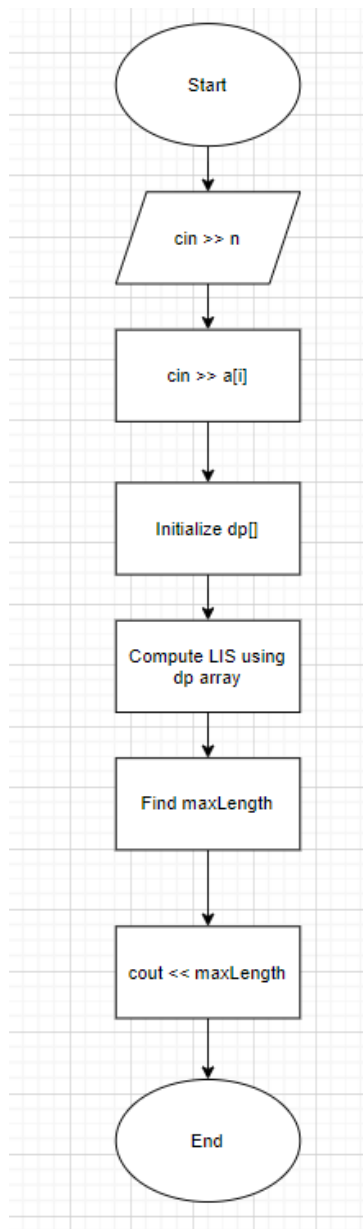 Start
cin >> n
cin >> a[i]
Initialize dp[]
Compute LIS using
dp array
Find maxLength
cout << maxLength
End